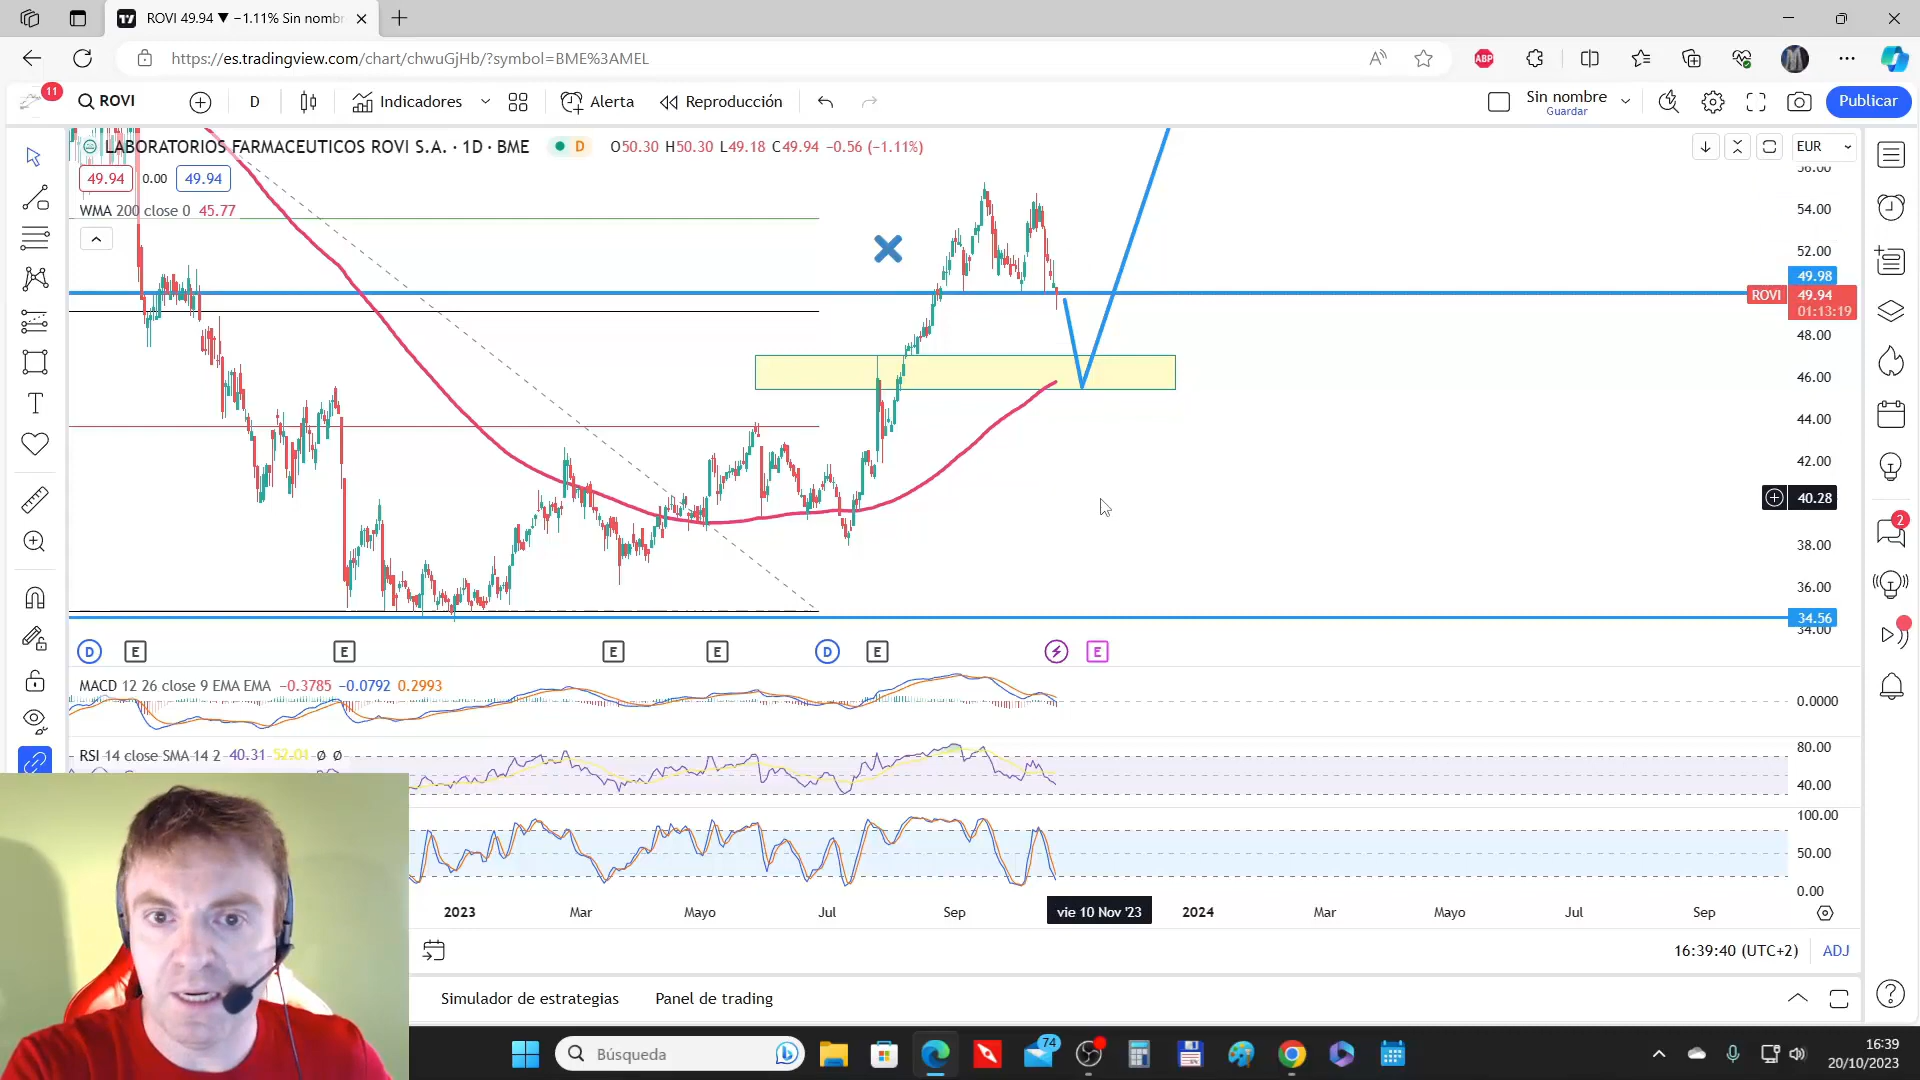 ROVI 49.94 ▼ −1.11% Sin nombr
https://es.tradingview.com/chart/chwuGjHb/?symbol=BME%3AMEL
ABP
11
ROVI
D
Indicadores
Alerta
Reproducción
Sin nombre
Guardar
Publicar
LABORATORIOS FARMACEUTICOS ROVI S.A. · 1D · BME
D
O50.30 H50.30 L49.18 C49.94 −0.56 (−1.11%)
EUR
49.94
0.00
49.94
WMA 200 close 0 45.77
56.00
54.00
52.00
49.98
ROVI 49.94
01:13:19
48.00
46.00
44.00
42.00
40.28
38.00
36.00
34.56
34.00
2
D E E E E D E E
MACD 12 26 close 9 EMA EMA −0.3785 −0.0792 0.2993
0.0000
RSI 14 close SMA 14 2 40.31 52.01 ∅ ∅
80.00
40.00
100.00
50.00
0.00
2023 Mar Mayo Jul Sep vie 10 Nov '23 2024 Mar Mayo Jul Sep
16:39:40 (UTC+2) ADJ
Simulador de estrategias Panel de trading
Búsqueda
74
16:39
20/10/2023